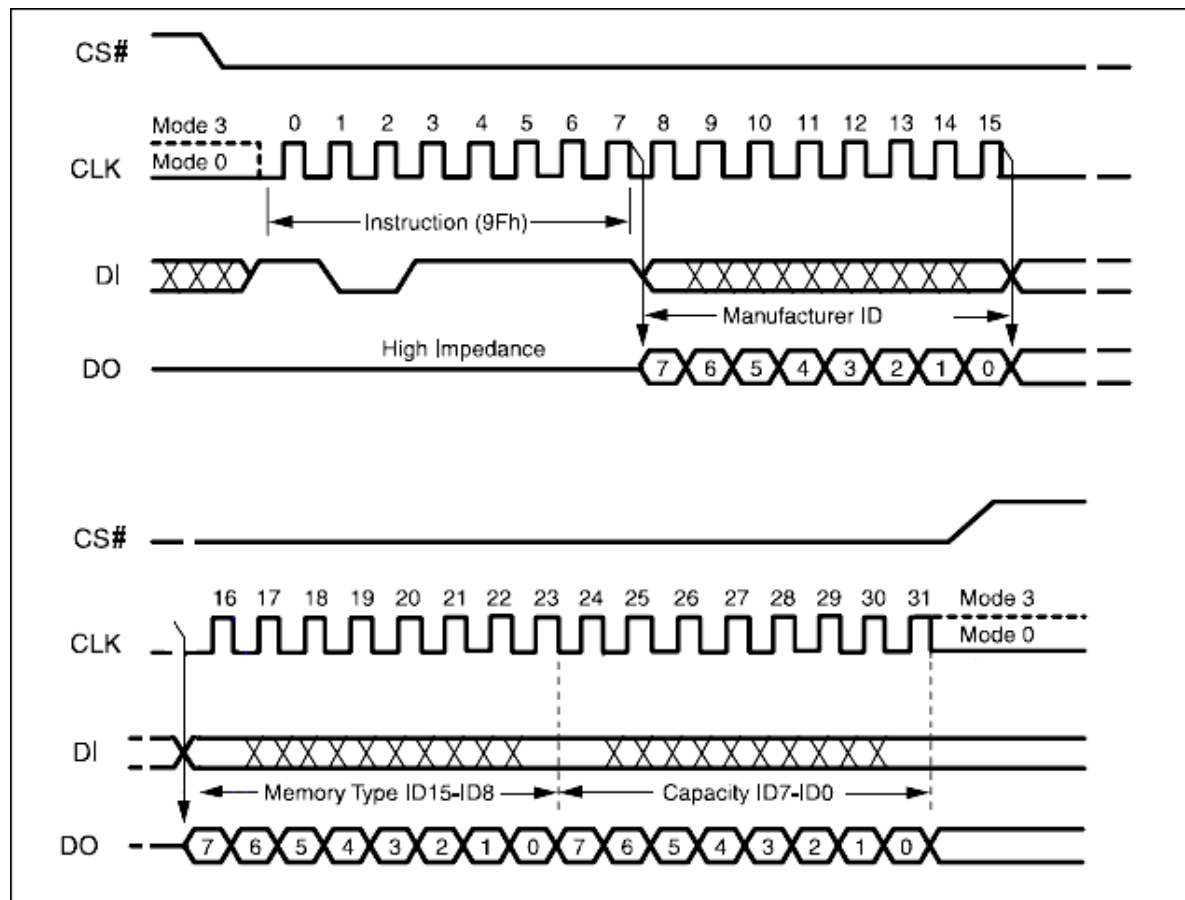 CS#
Mode 3
0 1 2 3 4 5 6 7 8 9 10 11 12 13 14 15
CLK
Mode 0
Instruction (9Fh)
DI
Manufacturer ID
High Impedance
DO
7 6 5 4 3 2 1 0
CS#
16 17 18 19 20 21 22 23 24 25 26 27 28 29 30 31
Mode 3
CLK
Mode 0
DI
Memory Type ID15-ID8
Capacity ID7-ID0
DO
7 6 5 4 3 2 1 0 7 6 5 4 3 2 1 0